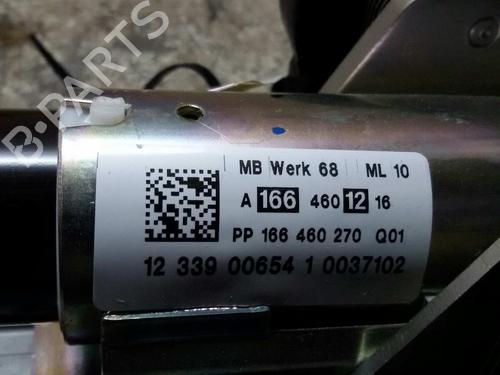 B-PARTS
MB Werk 68 ML 10
A 166 460 12 16
PP 166 460 270 Q01
12 339 00654 1 0037102